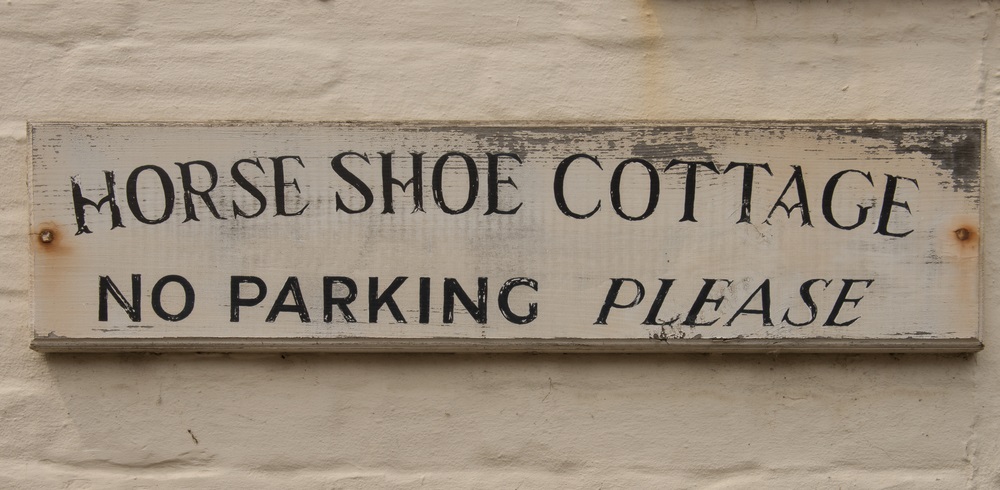 HORSE SHOE COTTAGE
NO PARKING PLEASE